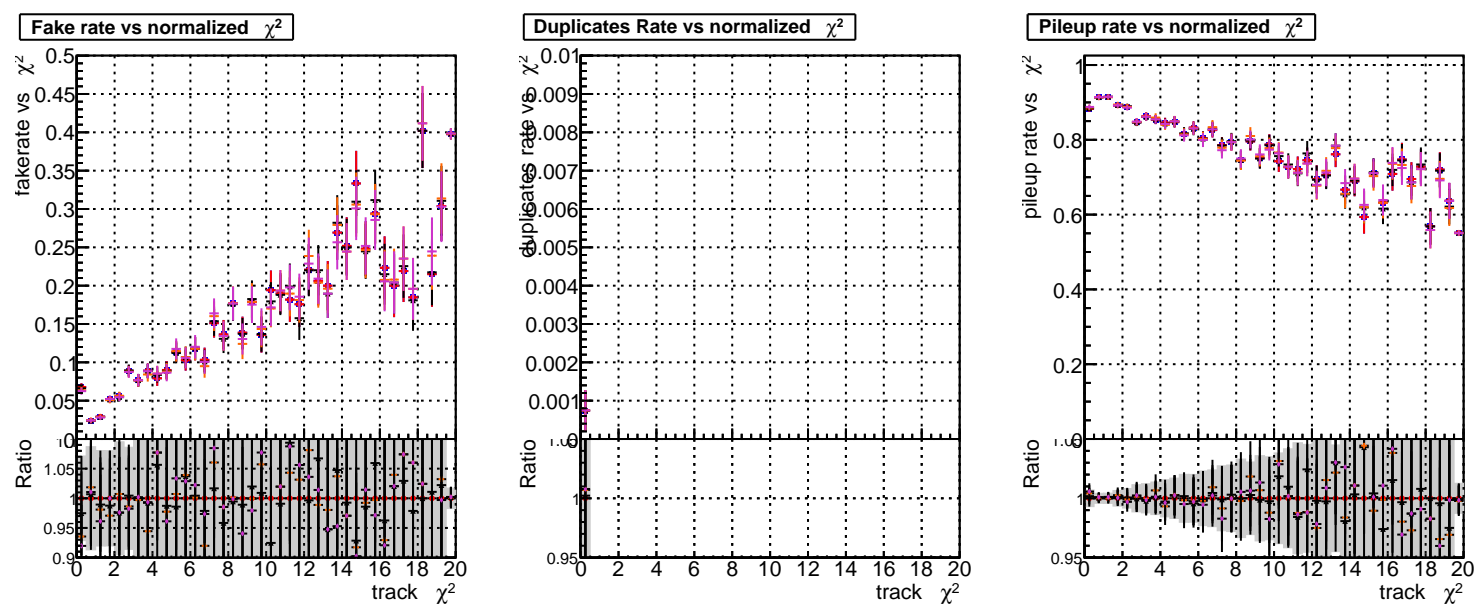 Fake rate vs normalized χ²
fakerate vs χ²
0.5
0.45
0.4
0.35
0.3
0.25
0.2
0.15
0.1
0.05
0
Ratio
1.05
1
0.95
0.9
0 2 4 6 8 10 12 14 16 18 20
track χ²
Duplicates Rate vs normalized χ²
duplicates rate vs χ²
0.01
0.009
0.008
0.007
0.006
0.005
0.004
0.003
0.002
0.001
0
Ratio
1
0.95
0 2 4 6 8 10 12 14 16 18 20
track χ²
Pileup rate vs normalized χ²
pileup rate vs χ²
1
0.8
0.6
0.4
0.2
0
Ratio
1
0.95
0 2 4 6 8 10 12 14 16 18 20
track χ²